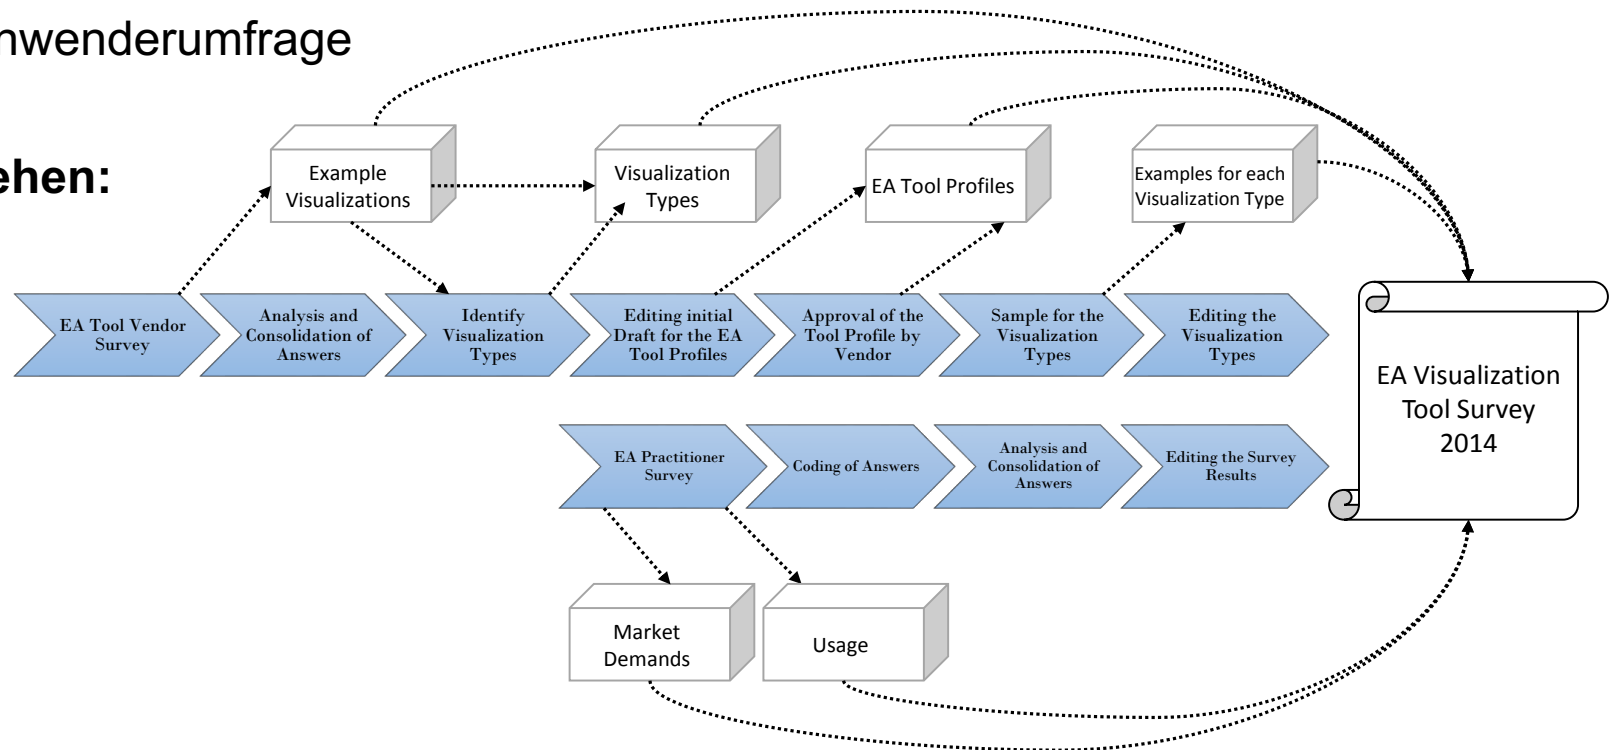 nwenderumfrage
ehen:
Example
Visualizations
Visualization
Types
EA Tool Profiles
Examples for each
Visualization Type
EA Tool Vendor
Survey
Analysis and
Consolidation of
Answers
Identify
Visualization
Types
Editing initial
Draft for the EA
Tool Profiles
Approval of the
Tool Profile by
Vendor
Sample for the
Visualization
Types
Editing the
Visualization
Types
EA Visualization
Tool Survey
2014
EA Practitioner
Survey
Coding of Answers
Analysis and
Consolidation of
Answers
Editing the Survey
Results
Market
Demands
Usage